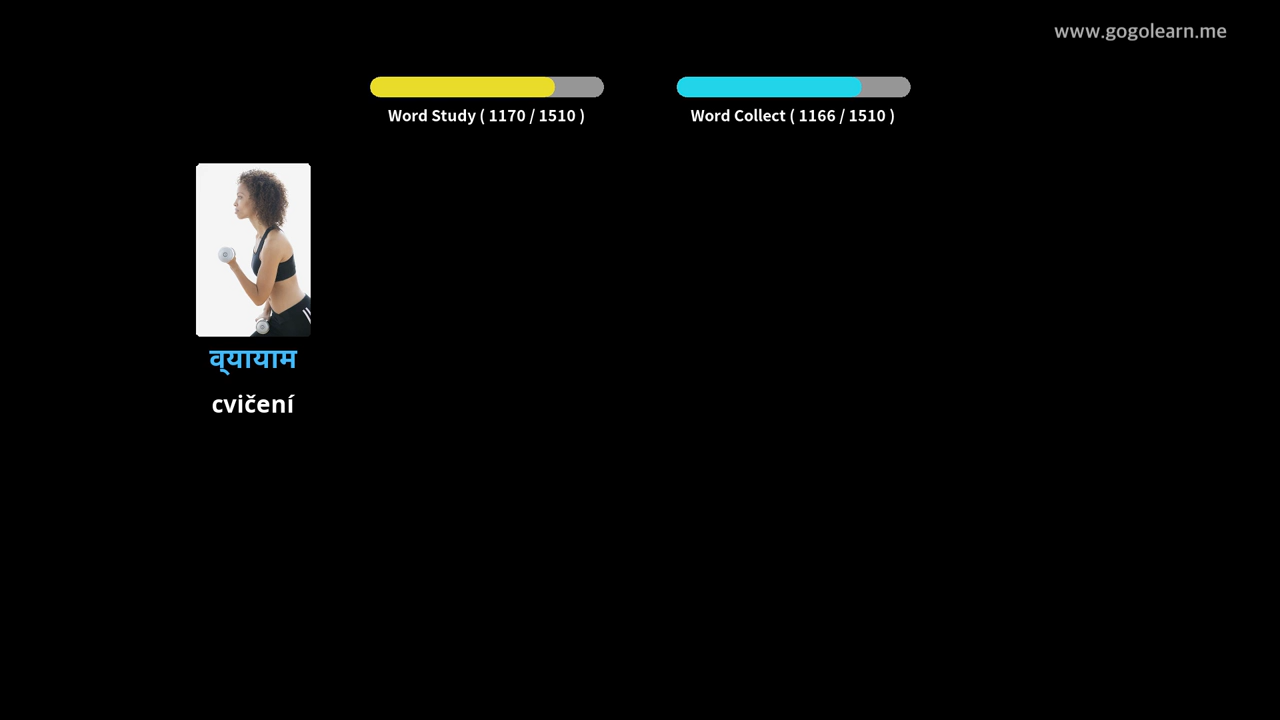 www.gogolearn.me
Word Study ( 1170 / 1510 )
Word Collect ( 1166 / 1510 )
व्यायाम
cvičení